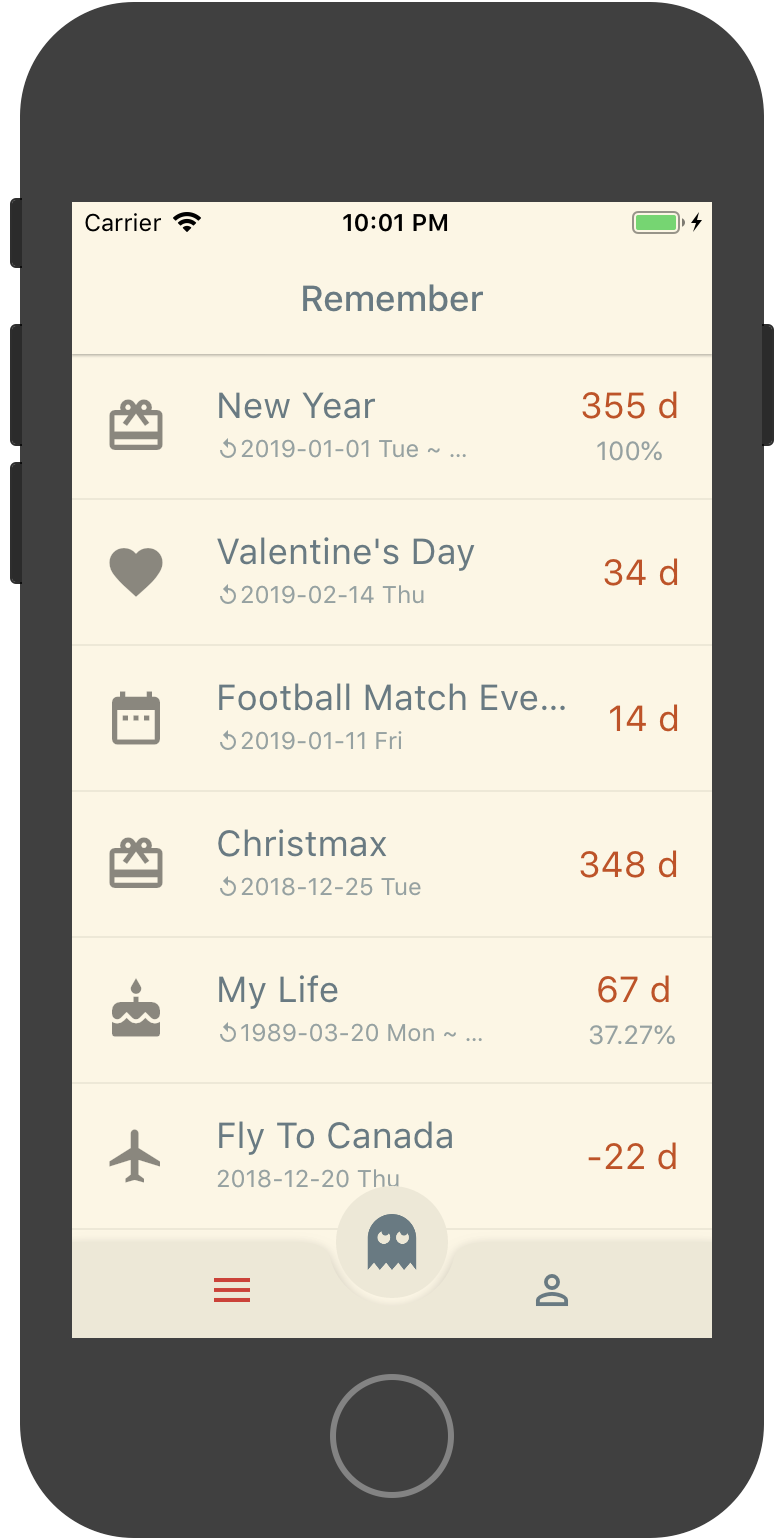 Carrier 10:01 PM
Remember
New Year 355 d
2019-01-01 Tue ~ ... 100%
Valentine's Day
2019-02-14 Thu
34 d
Football Match Eve...
2019-01-11 Fri
14 d
Christmax
2018-12-25 Tue
348 d
My Life 67 d
1989-03-20 Mon ~ ... 37.27%
Fly To Canada
2018-12-20 Thu
-22 d